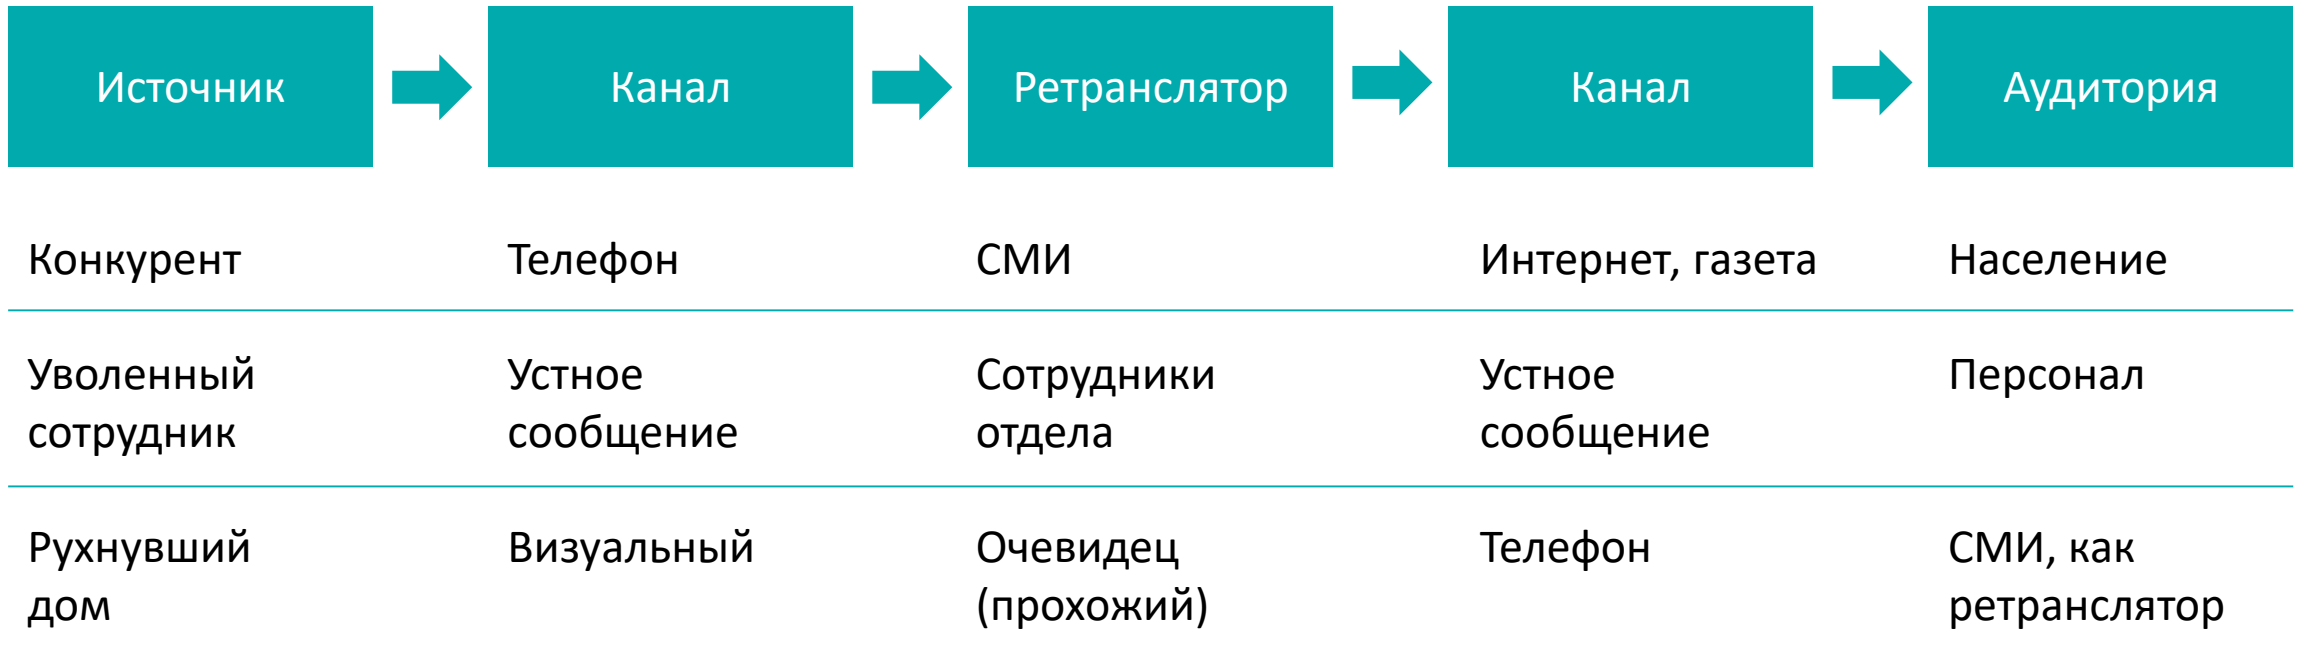 Источник
Канал
Ретранслятор
Канал
Аудитория
Конкурент
Телефон
СМИ
Интернет, газета
Население
Уволенный
сотрудник
Устное
сообщение
Сотрудники
отдела
Устное
сообщение
Персонал
Рухнувший
дом
Визуальный
Очевидец
(прохожий)
Телефон
СМИ, как
ретранслятор